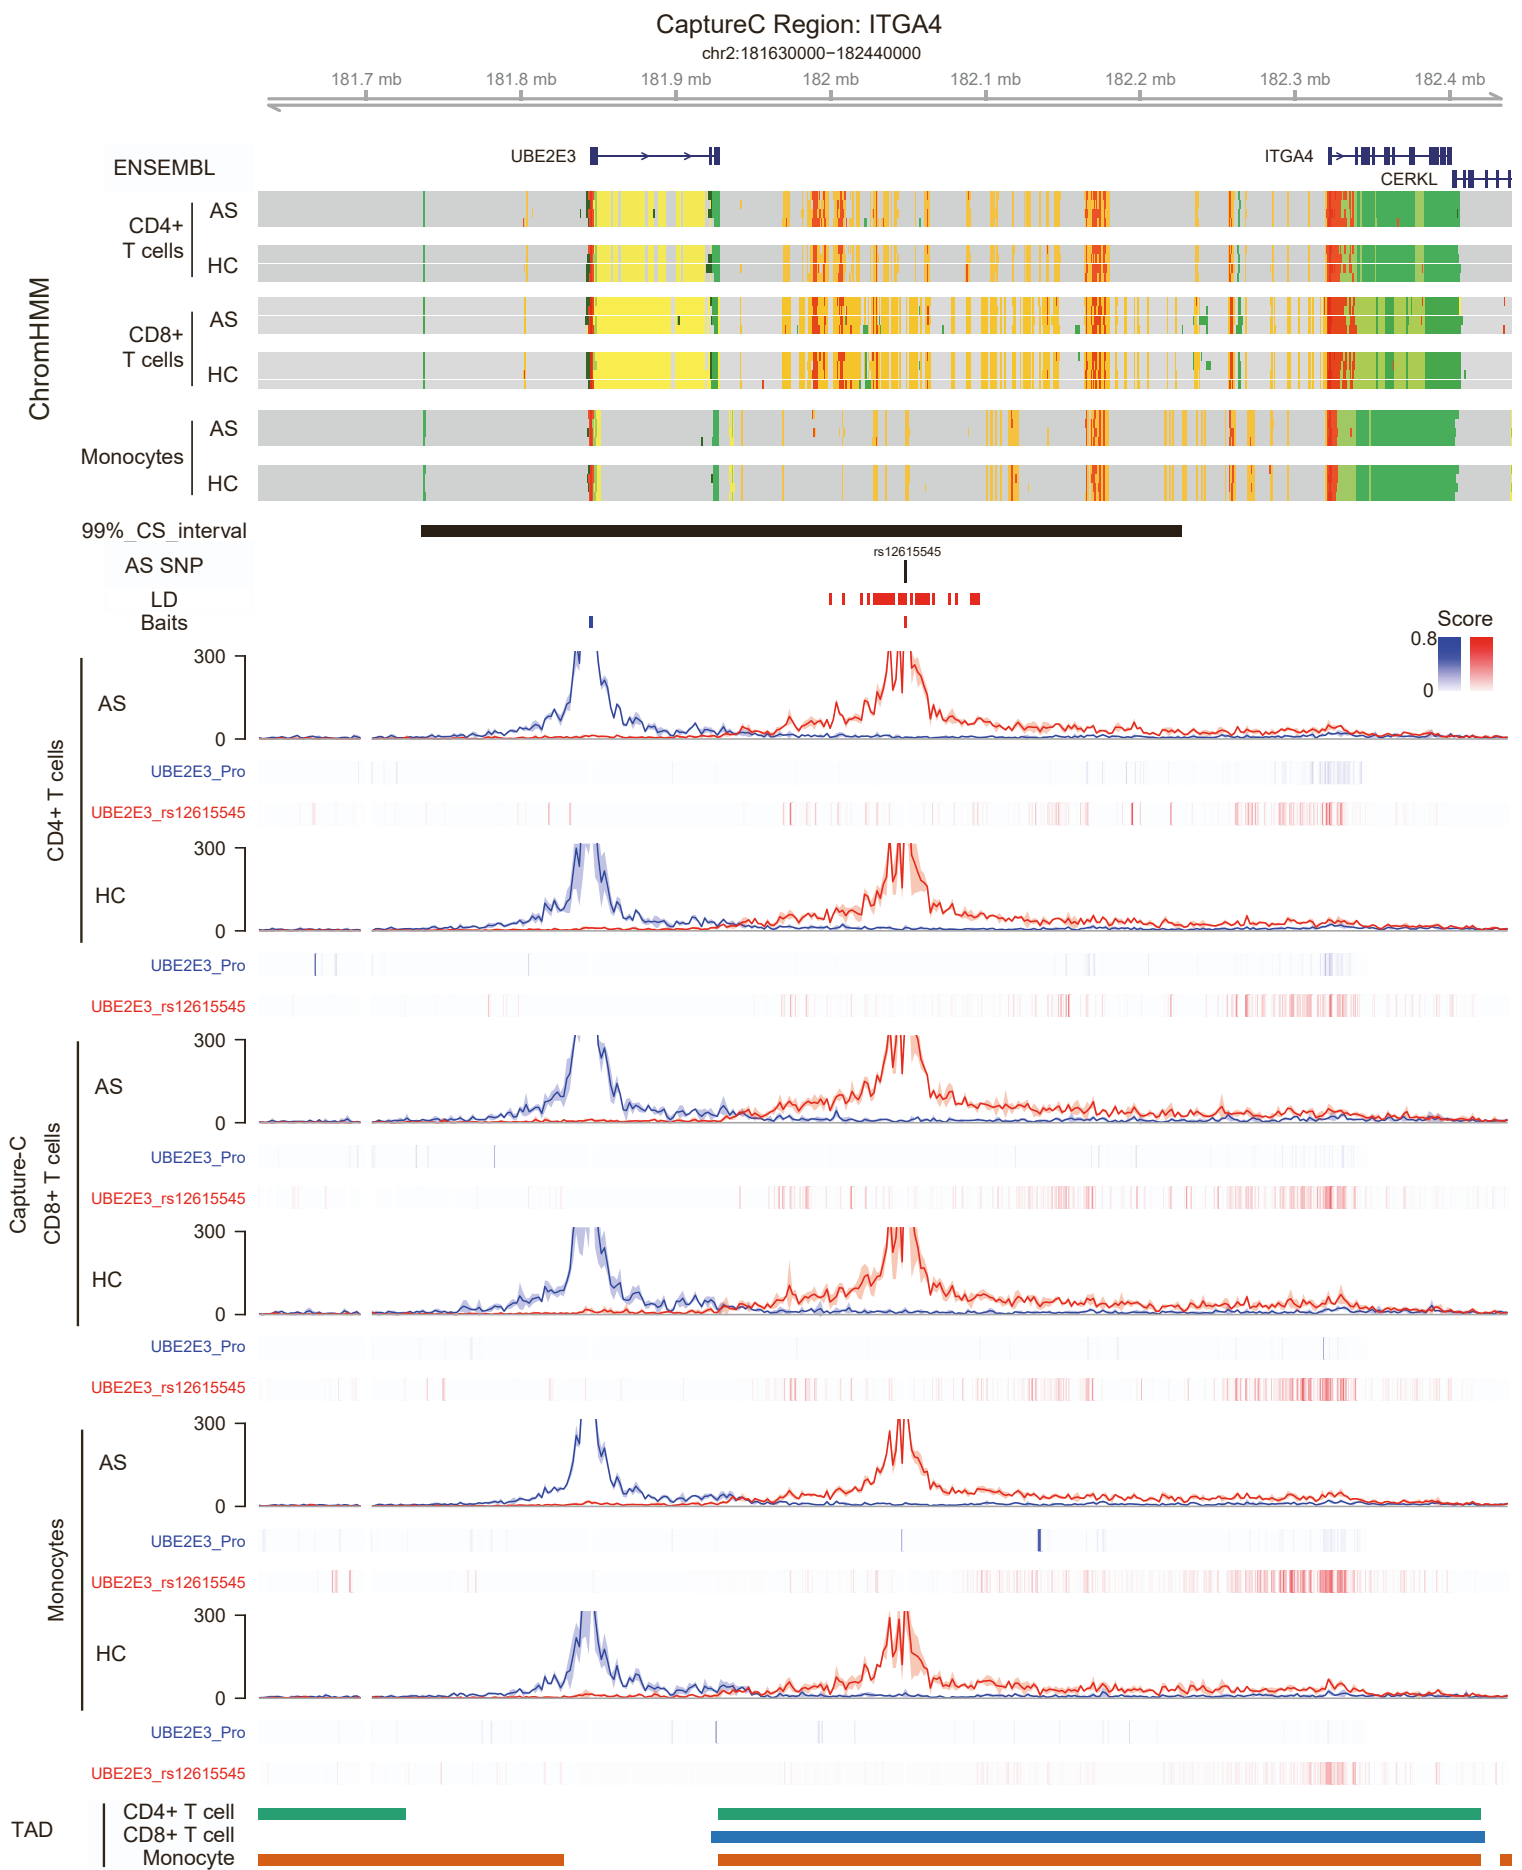 CaptureC Region: ITGA4
chr2:181630000−182440000
181.7 mb 181.8 mb 181.9 mb 182 mb 182.1 mb 182.2 mb 182.3 mb 182.4 mb
UBE2E3 ITGA4
ENSEMBL
CERKL
ChromHMM
CD4+
T cells
AS
HC
CD8+
T cells
AS
HC
Monocytes
AS
HC
99%_CS_interval
rs12615545
AS SNP
LD
Baits
Score
0.8
0
Capture-C
CD4+ T cells
300
AS
0
UBE2E3_Pro
UBE2E3_rs12615545
300
HC
0
UBE2E3_Pro
UBE2E3_rs12615545
CD8+ T cells
300
AS
0
UBE2E3_Pro
UBE2E3_rs12615545
300
HC
0
UBE2E3_Pro
UBE2E3_rs12615545
Monocytes
300
AS
0
UBE2E3_Pro
UBE2E3_rs12615545
300
HC
0
UBE2E3_Pro
UBE2E3_rs12615545
TAD
CD4+ T cell
CD8+ T cell
Monocyte